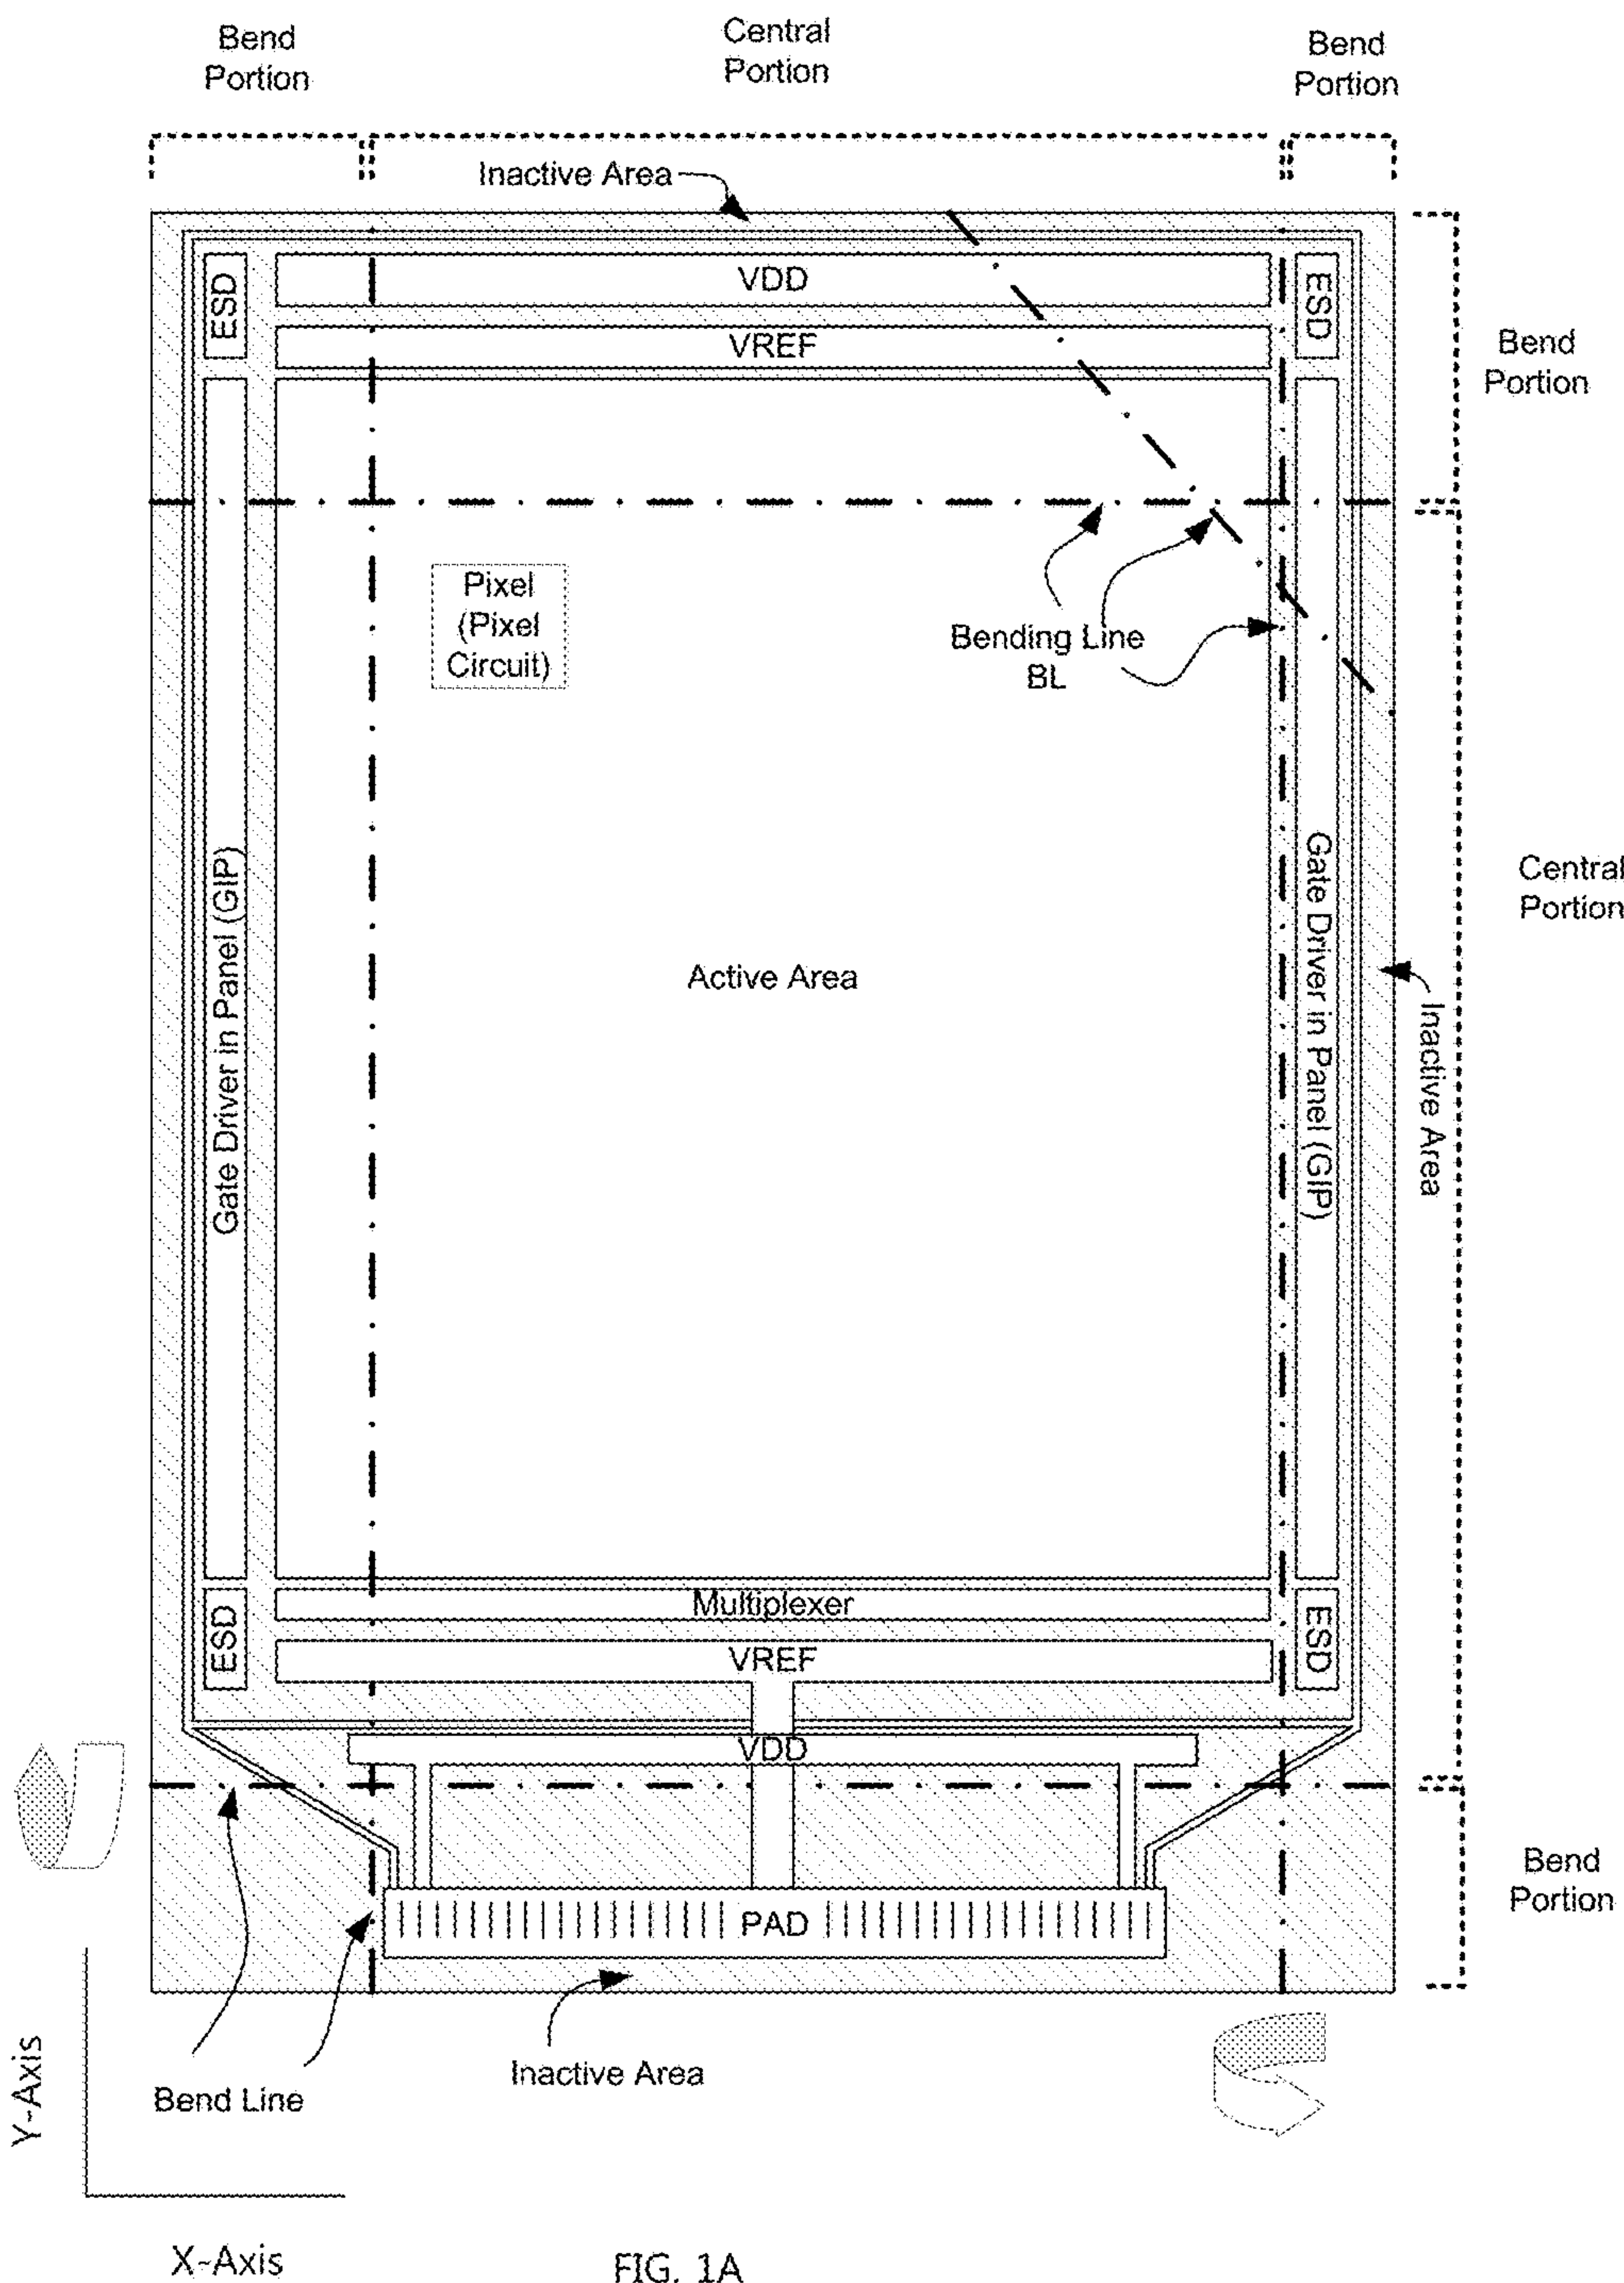 Bend
Portion
Central
Portion
Bend
Portion
Inactive Area
ESD
VDD
ESD
VREF
Bend
Portion
Pixel
(Pixel
Circuit)
Bending Line
BL
Gate Driver in Panel (GIP)
Active Area
Gate Driver in Panel (GIP)
Central
Portion
Inactive Area
ESD
Multiplexer
ESD
VREF
VDD
PAD
Bend
Portion
Bend Line
Inactive Area
Y-Axis
X-Axis
FIG. 1A